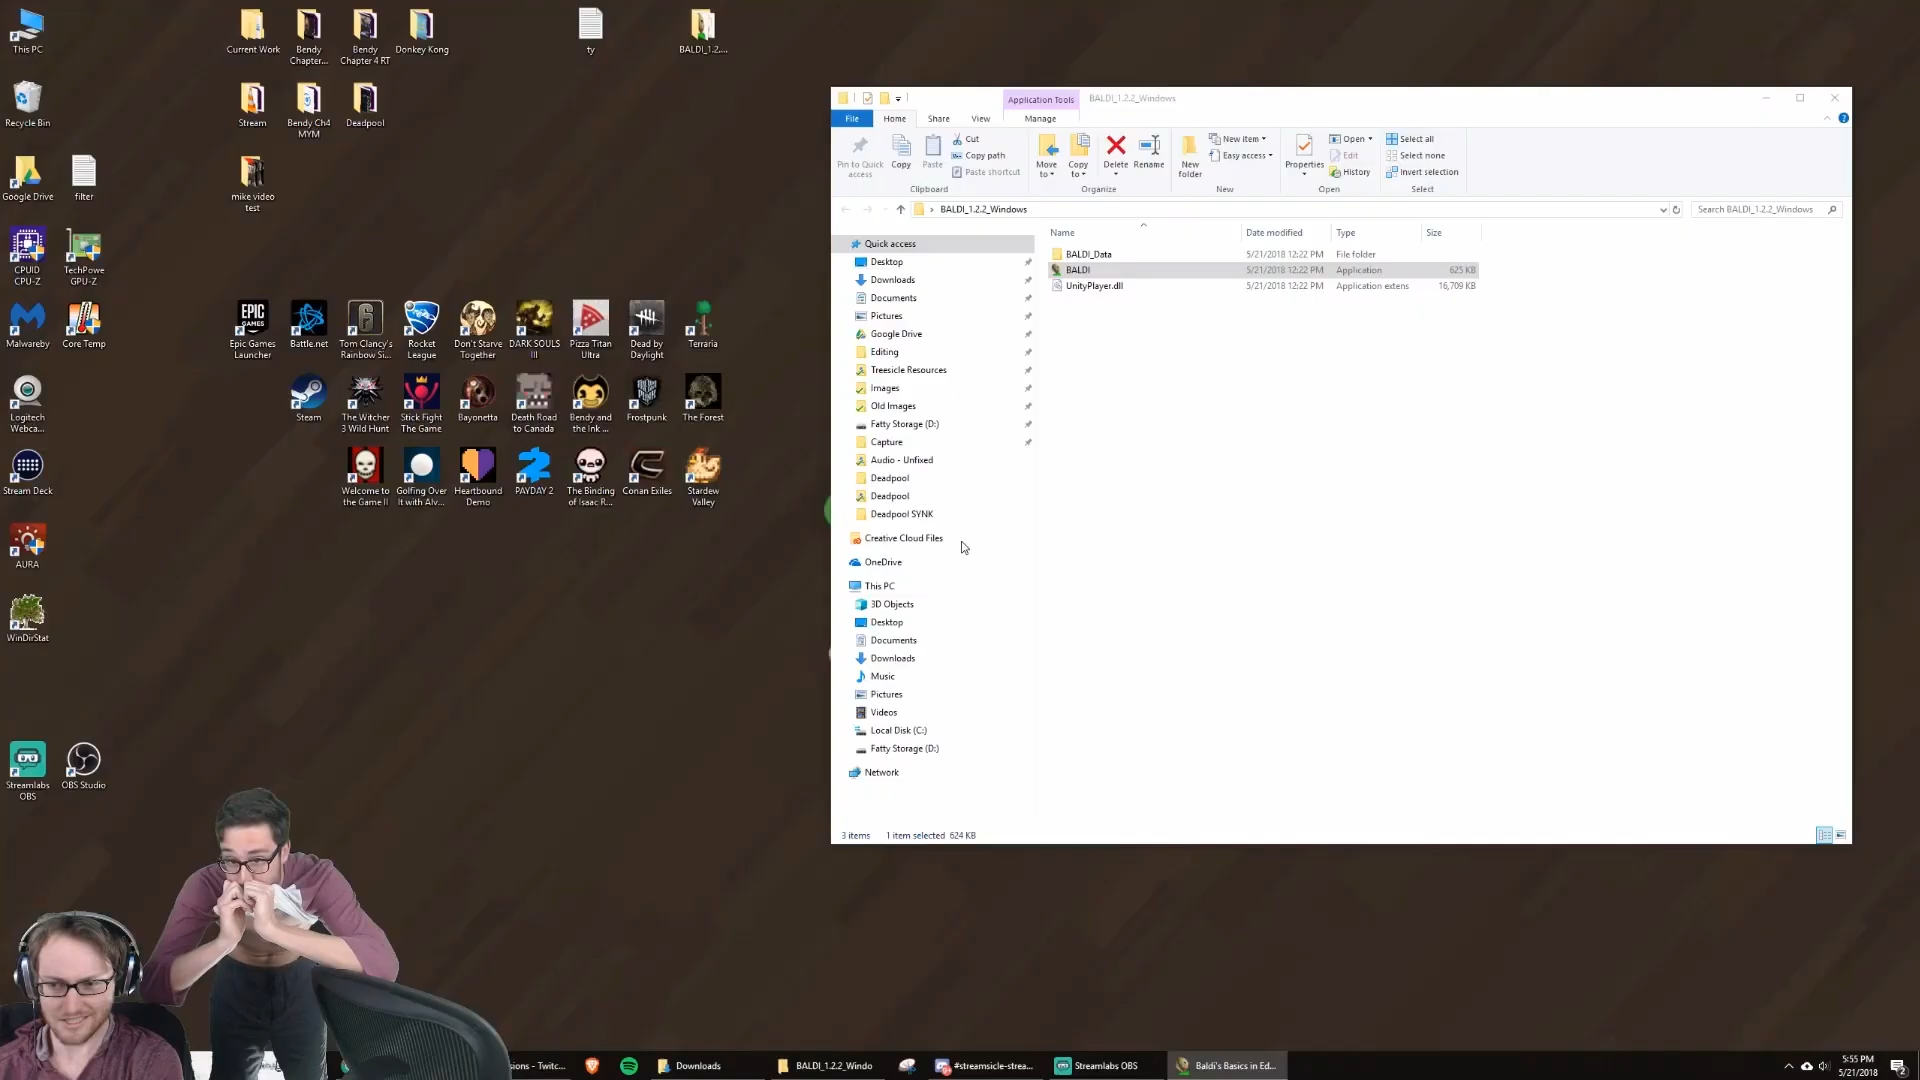 This PC
Current Work
Bendy
Chapter...
Bendy
Chapter 4 RT
Donkey Kong
ty
BALDI_1.2....
Recycle Bin
Stream
Bendy Ch4
MYM
Deadpool
Google Drive
filter
mike video
test
CPUID
CPU-Z
TechPowe
GPU-Z
Malwareby
Core Temp
EPIC
GAMES
Epic Games
Launcher
Battle.net
Tom Clancy's
Rainbow Si...
Rocket
League
Don't Starve
Together
DARK SOULS
III
Pizza Titan
Ultra
Dead by
Daylight
Terraria
Logitech
Webca...
Steam
The Witcher
3 Wild Hunt
Stick Fight
The Game
Bayonetta
Death Road
to Canada
Bendy and
the Ink ...
Frostpunk
The Forest
Stream Deck
Welcome to
the Game II
Golfing Over
It with Alv...
Heartbound
Demo
PAYDAY 2
The Binding
of Isaac R...
Conan Exiles
Stardew
Valley
AURA
WinDirStat
Streamlabs
OBS
OBS Studio
Application Tools
BALDI_1.2.2_Windows
File
Home
Share
View
Manage
Pin to Quick
access
Copy
Paste
Cut
Copy path
Paste shortcut
Clipboard
Move
to
Copy
to
Delete
Rename
Organize
New
folder
New item
Easy access
New
Properties
Open
Edit
History
Open
Select all
Select none
Invert selection
Select
BALDI_1.2.2_Windows
Search BALDI_1.2.2_Windows
Name
Date modified
Type
Size
BALDI_Data
5/21/2018 12:22 PM
File folder
BALDI
5/21/2018 12:22 PM
Application
625 KB
UnityPlayer.dll
5/21/2018 12:22 PM
Application extens
16,709 KB
Quick access
Desktop
Downloads
Documents
Pictures
Google Drive
Editing
Treesicle Resources
Images
Old Images
Fatty Storage (D:)
Capture
Audio - Unfixed
Deadpool
Deadpool
Deadpool SYNK
Creative Cloud Files
OneDrive
This PC
3D Objects
Desktop
Documents
Downloads
Music
Pictures
Videos
Local Disk (C:)
Fatty Storage (D:)
Network
3 items
1 item selected 624 KB
sions - Twitc...
Downloads
BALDI_1.2.2_Windo
#streamsicle-strea...
Streamlabs OBS
Baldi's Basics in Ed...
5:55 PM
5/21/2018
2